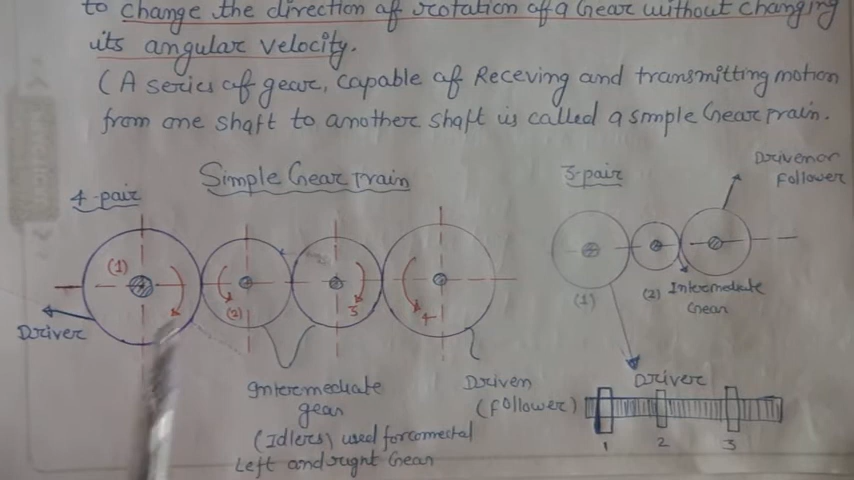 to change the direction of rotation of a Gear without changing
its angular velocity.
(A series of gear, capable of Receving and transmitting motion
from one shaft to another shaft is called a smple Gear train.
Simple Gear train
4-pair
(1)
(2)
3
4
Driver
Intermediate
gear
(Idlers) used for
Left and right Gear
Driven
(follower)
3-pair
Driven or
follower
(1)
(2) Intermediate
Gear
Driver
1 2 3